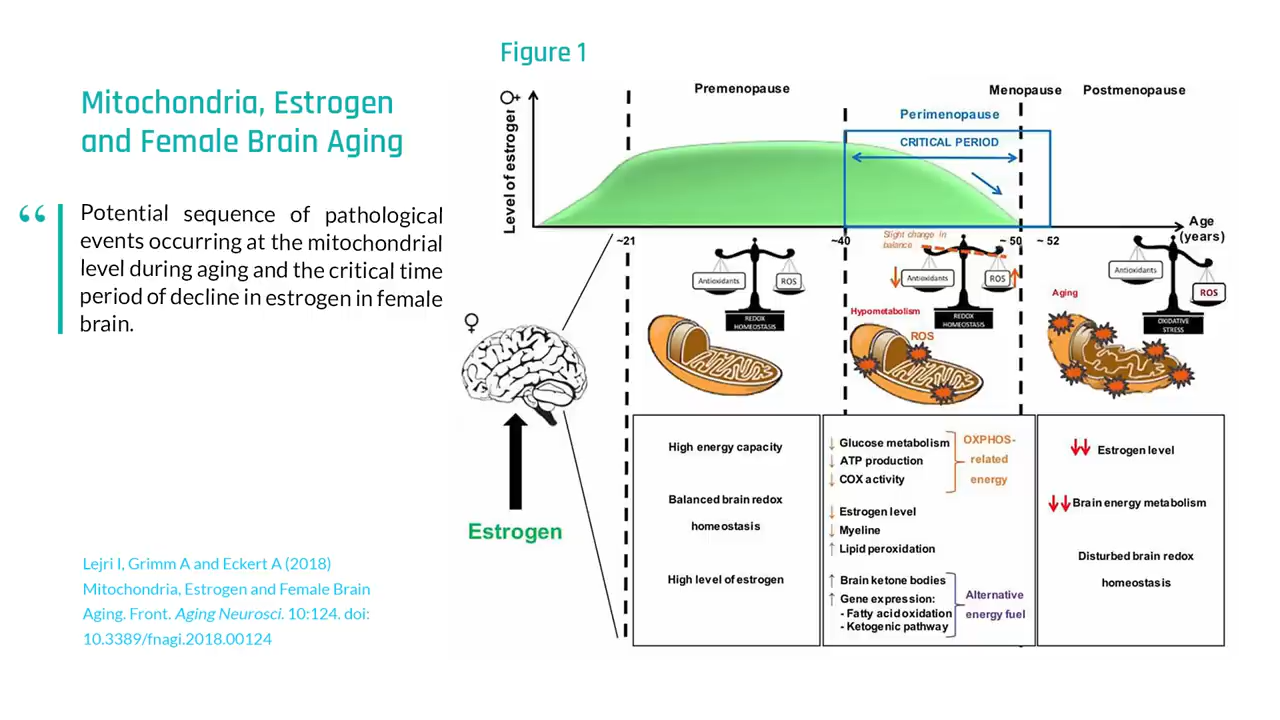 Figure 1
Mitochondria, Estrogen
and Female Brain Aging
“
Potential sequence of pathological
events occurring at the mitochondrial
level during aging and the critical time
period of decline in estrogen in female
brain.
Lejri I, Grimm A and Eckert A (2018)
Mitochondria, Estrogen and Female Brain
Aging. Front. Aging Neurosci. 10:124. doi:
10.3389/fnagi.2018.00124
Premenopause
Menopause
Postmenopause
Perimenopause
CRITICAL PERIOD
♀
Level of estrogen
Age
(years)
~21
~40
~ 50
~ 52
Slight change in
balance
Antioxidants
ROS
REDOX
HOMEOSTASIS
Antioxidants
ROS
REDOX
HOMEOSTASIS
Antioxidants
ROS
OXIDATIVE
STRESS
Hypometabolism
ROS
Aging
♀
Estrogen
High energy capacity
Balanced brain redox
homeostasis
High level of estrogen
↓ Glucose metabolism
↓ ATP production
↓ COX activity
OXPHOS-
related
energy
↓ Estrogen level
↓ Myeline
↑ Lipid peroxidation
↑ Brain ketone bodies
↑ Gene expression:
- Fatty acid oxidation
- Ketogenic pathway
Alternative
energy fuel
↓↓ Estrogen level
↓↓ Brain energy metabolism
Disturbed brain redox
homeostasis